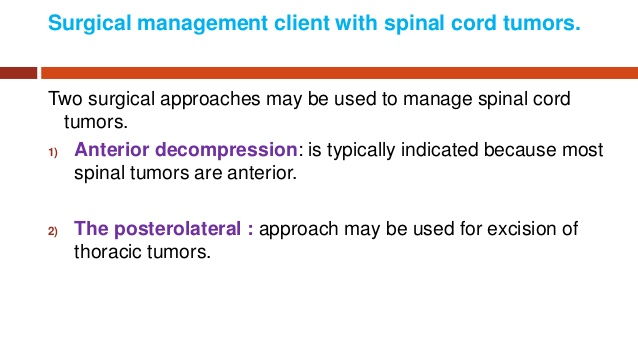 Surgical management client with spinal cord tumors.
Two surgical approaches may be used to manage spinal cord
tumors.
1) Anterior decompression: is typically indicated because most
spinal tumors are anterior.
2) The posterolateral : approach may be used for excision of
thoracic tumors.